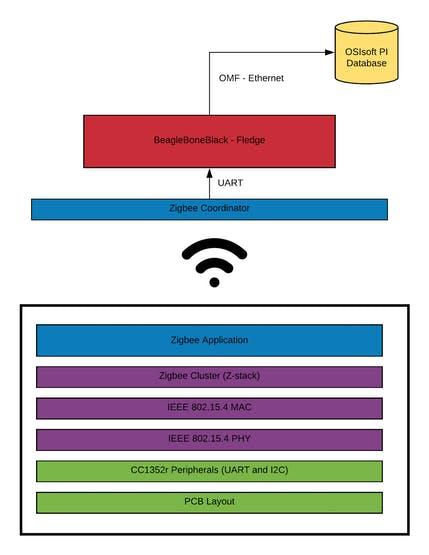 OSIsoft PI
Database
OMF - Ethernet
BeagleBoneBlack - Fledge
UART
Zigbee Coordinator
Zigbee Application
Zigbee Cluster (Z-stack)
IEEE 802.15.4 MAC
IEEE 802.15.4 PHY
CC1352r Peripherals (UART and I2C)
PCB Layout